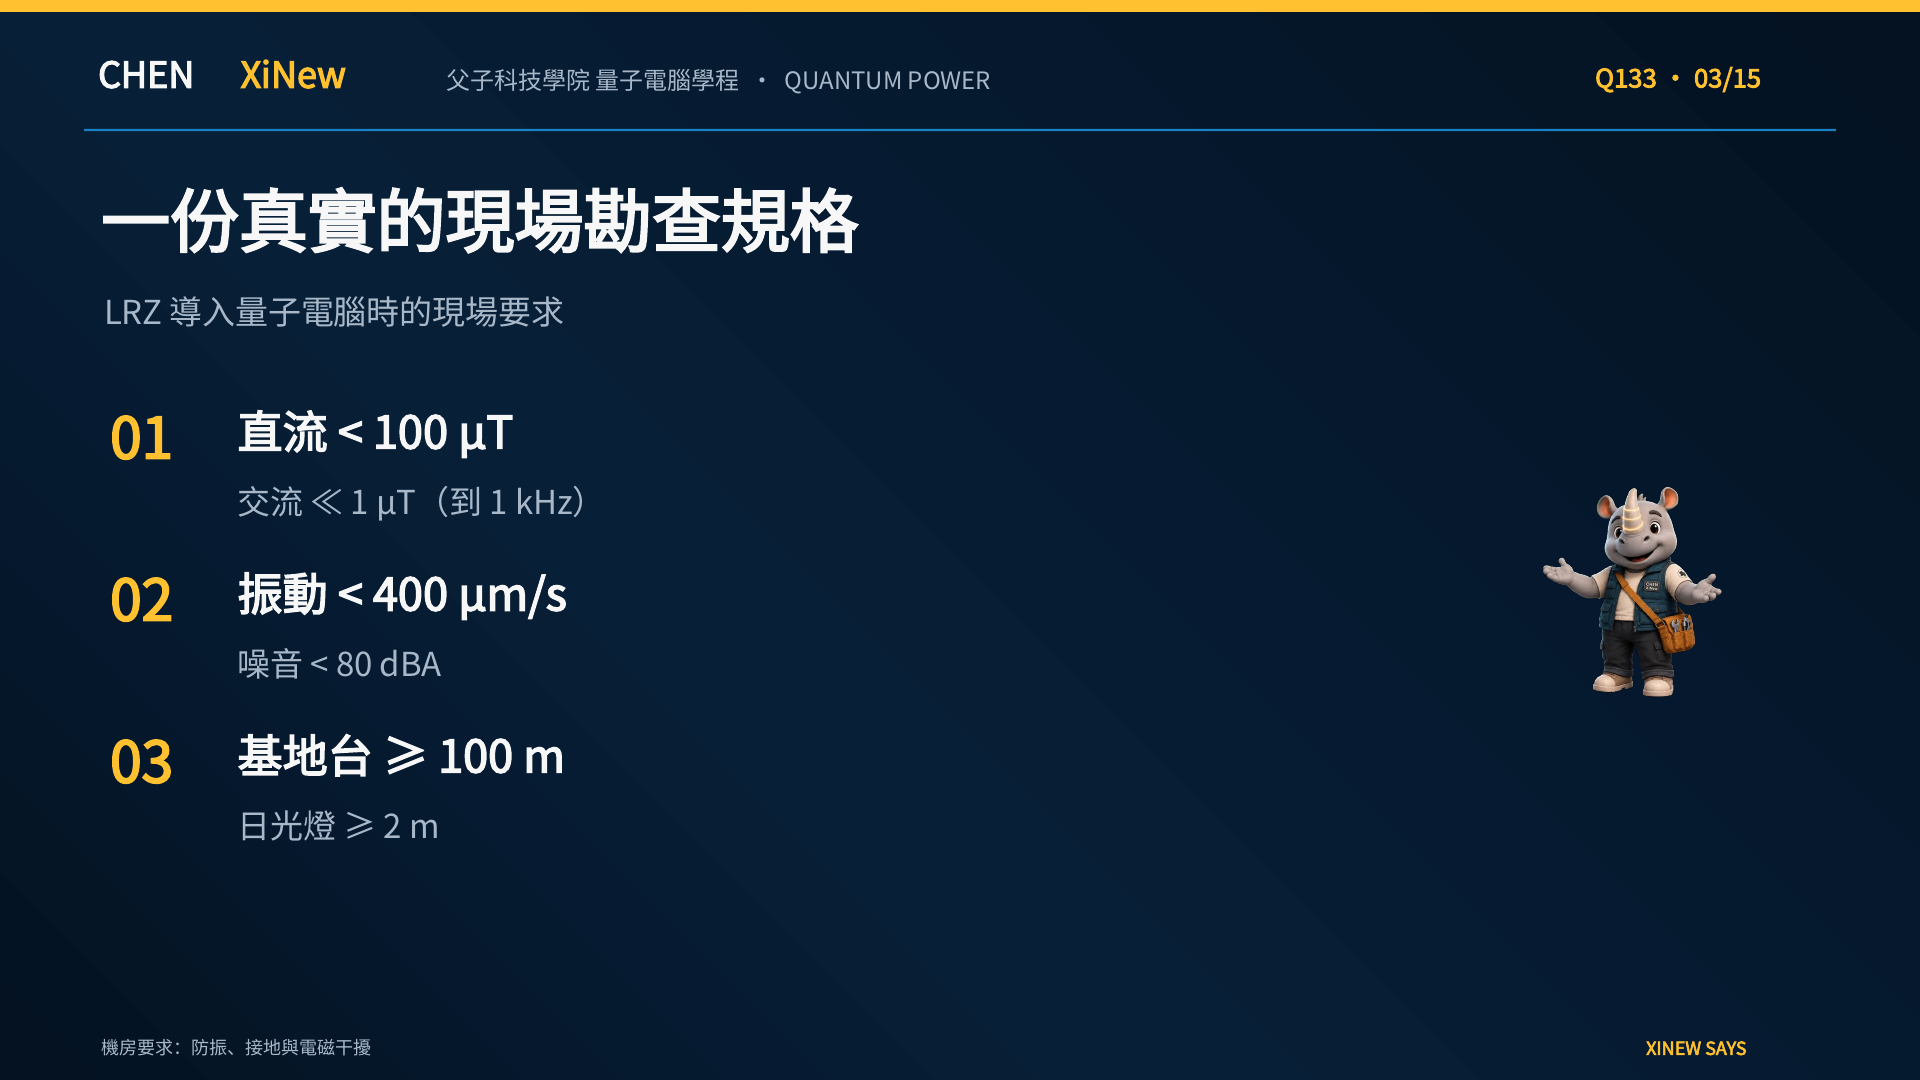 CHEN XiNew 父子科技學院 量子電腦學程 · QUANTUM POWER Q133 · 03/15
一份真實的現場勘查規格
LRZ 導入量子電腦時的現場要求
01 直流 < 100 µT
交流 ≪ 1 µT（到 1 kHz）
02 振動 < 400 µm/s
噪音 < 80 dBA
03 基地台 ⩾ 100 m
日光燈 ⩾ 2 m
CHEN
XiNew
機房要求：防振、接地與電磁干擾 XINEW SAYS